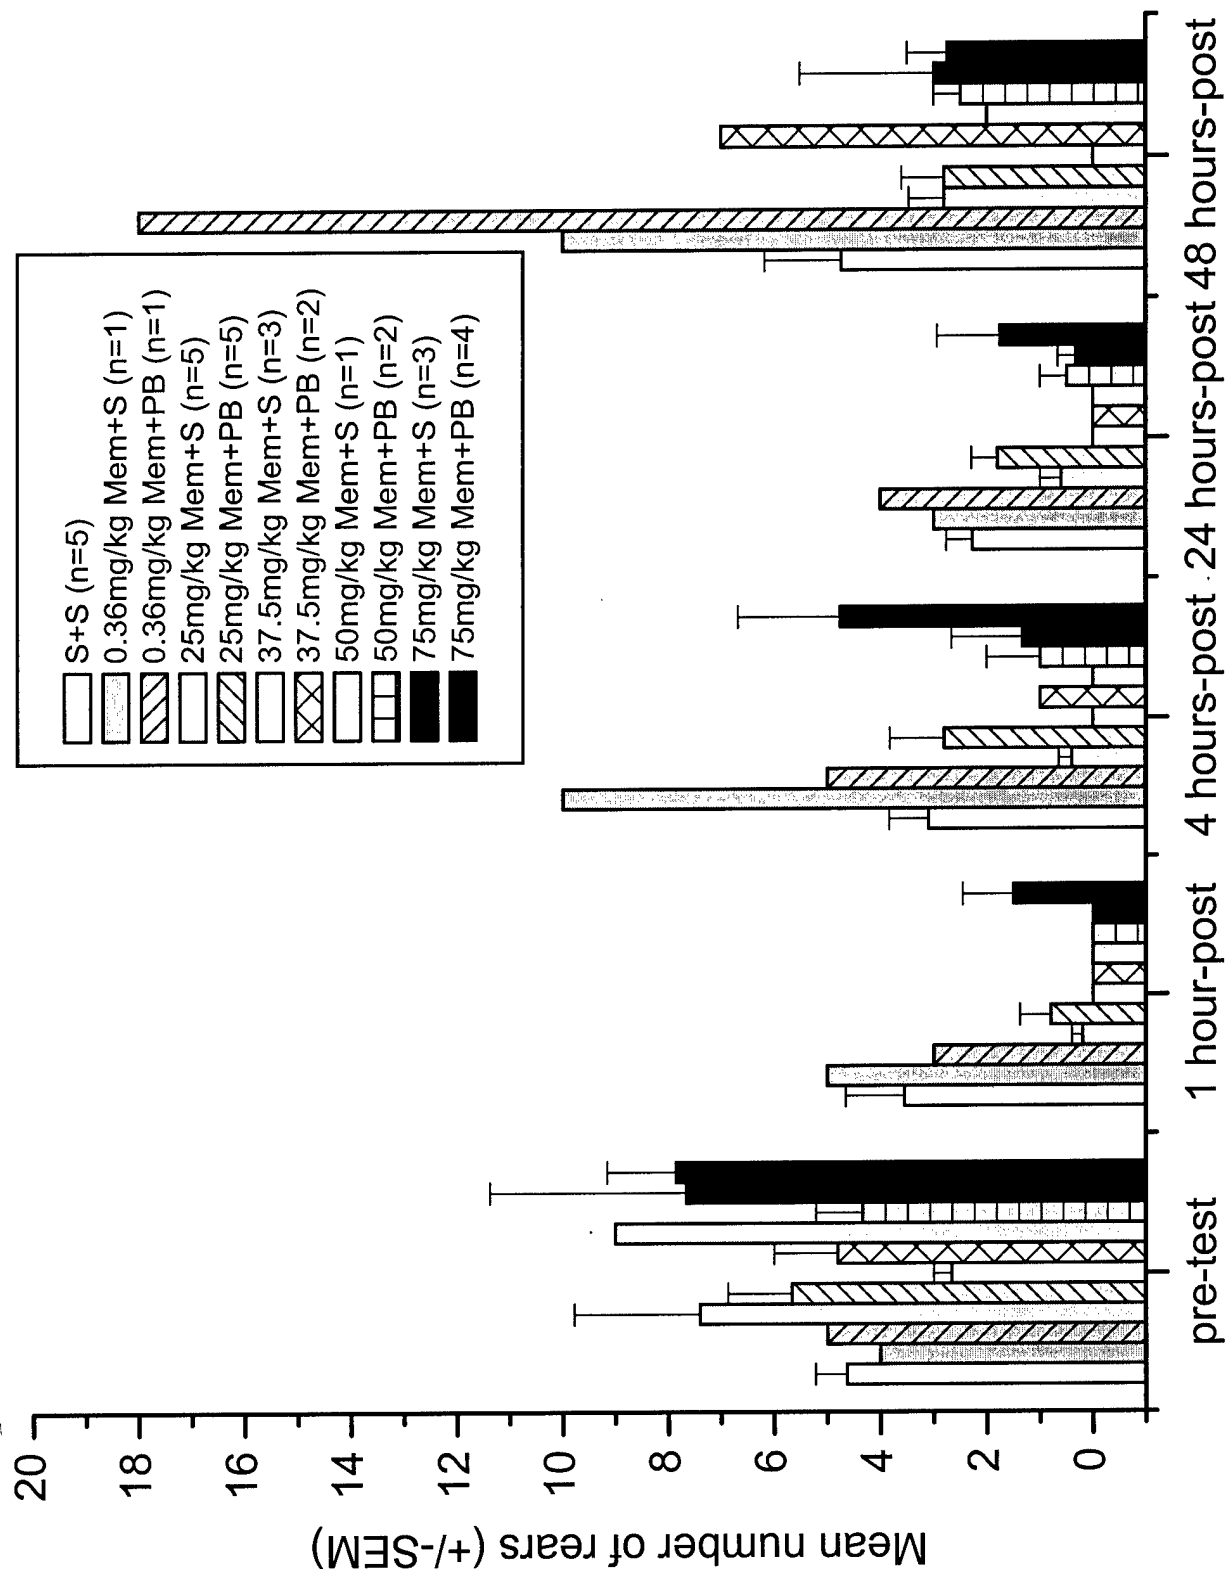 S+S (n=5)
0.36mg/kg Mem+S (n=1)
0.36mg/kg Mem+PB (n=1)
25mg/kg Mem+S (n=5)
25mg/kg Mem+PB (n=5)
37.5mg/kg Mem+S (n=3)
37.5mg/kg Mem+PB (n=2)
50mg/kg Mem+S (n=1)
50mg/kg Mem+PB (n=2)
75mg/kg Mem+S (n=3)
75mg/kg Mem+PB (n=4)
Mean number of rears (+/-SEM)
20
18
16
14
12
10
8
6
4
2
0
pre-test 1 hour-post 4 hours-post 24 hours-post 48 hours-post